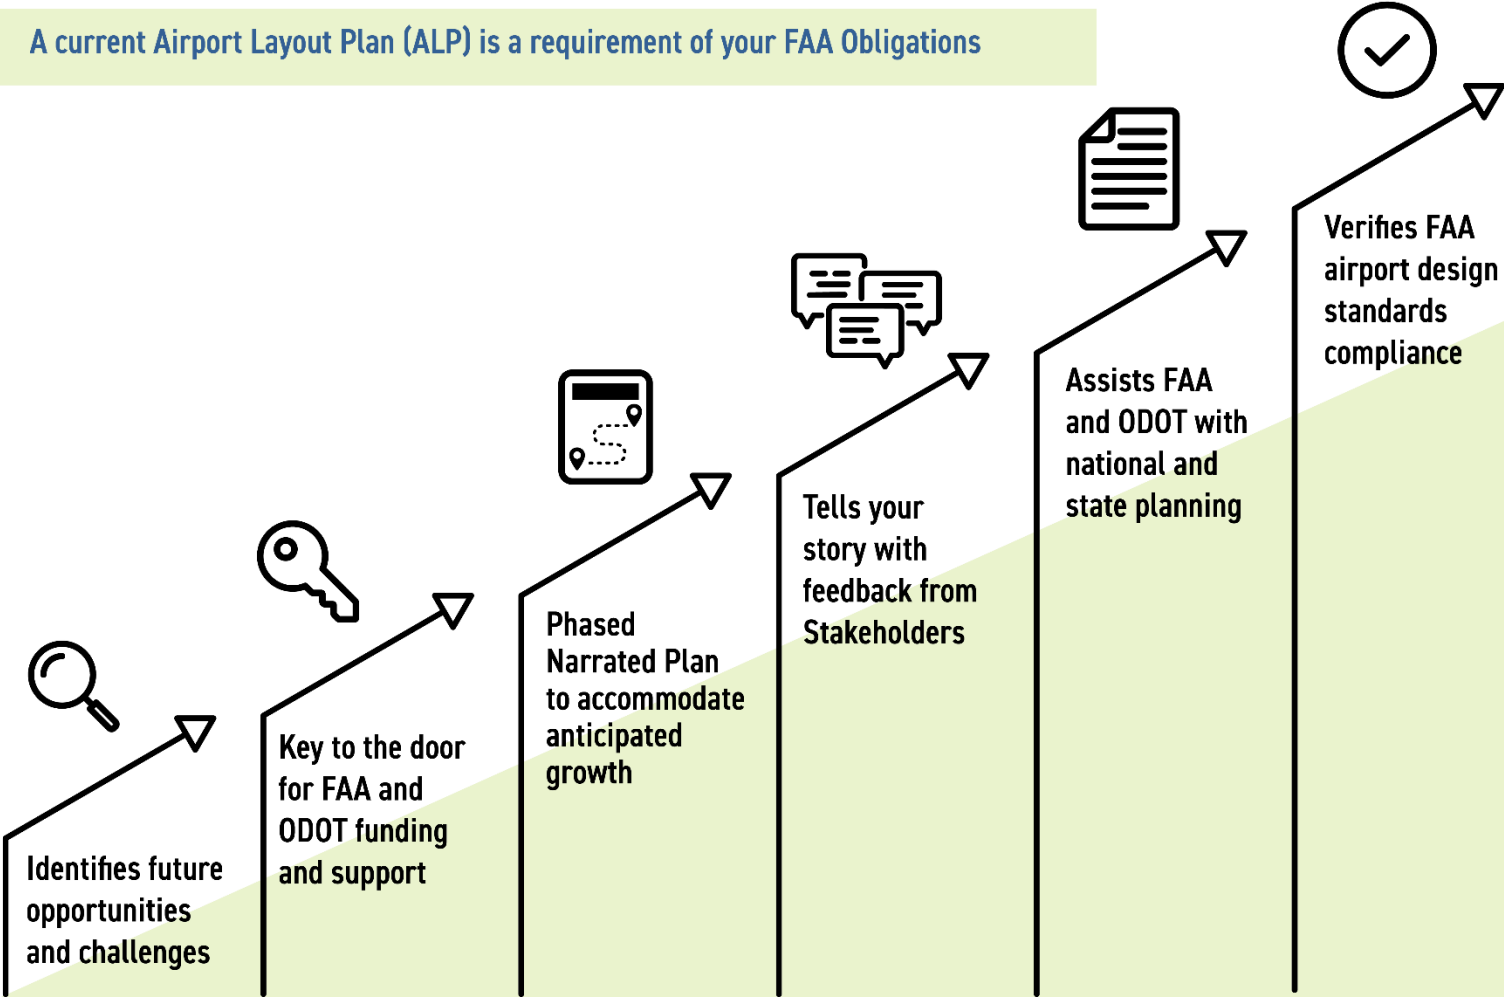 A current Airport Layout Plan (ALP) is a requirement of your FAA Obligations
Identifies future
opportunities
and challenges
Key to the door
for FAA and
ODOT funding
and support
Phased
Narrated Plan
to accommodate
anticipated
growth
Tells your
story with
feedback from
Stakeholders
Assists FAA
and ODOT with
national and
state planning
Verifies FAA
airport design
standards
compliance